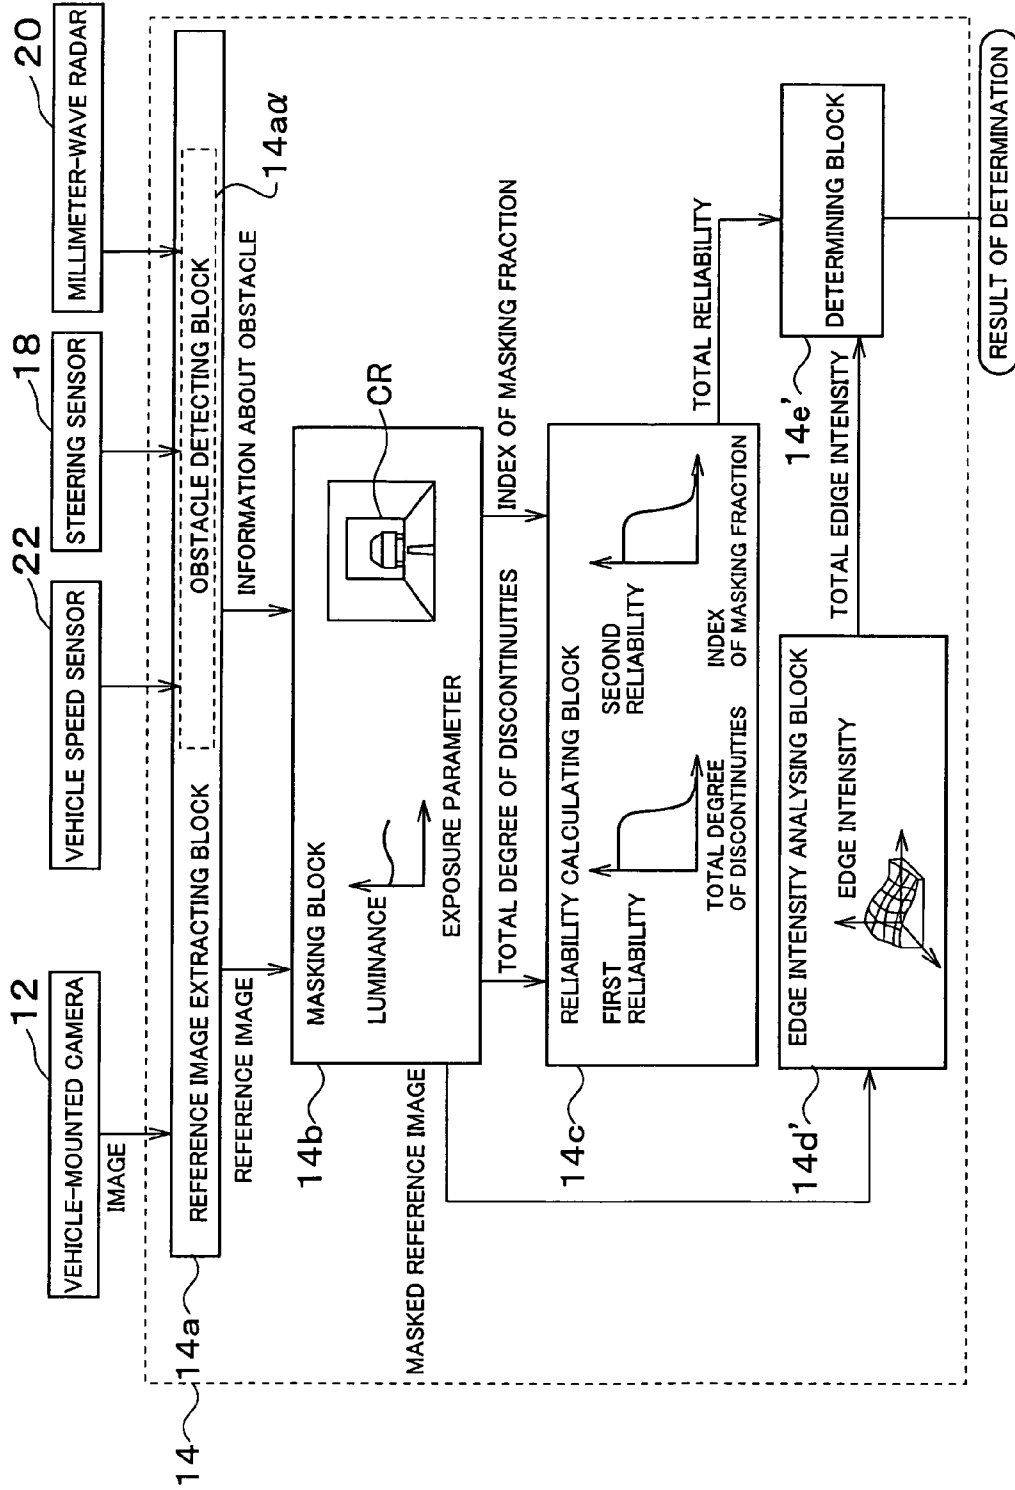 12
VEHICLE-MOUNTED CAMERA
22
VEHICLE SPEED SENSOR
18
STEERING SENSOR
20
MILLIMETER-WAVE RADAR
IMAGE
14
14a
REFERENCE IMAGE EXTRACTING BLOCK
OBSTACLE DETECTING BLOCK
14aα
REFERENCE IMAGE
INFORMATION ABOUT OBSTACLE
14b
MASKING BLOCK
LUMINANCE
EXPOSURE PARAMETER
CR
MASKED REFERENCE IMAGE
TOTAL DEGREE OF DISCONTINUITIES
INDEX OF MASKING FRACTION
14c
RELIABILITY CALCULATING BLOCK
FIRST
RELIABILITY
TOTAL DEGREE
OF DISCONTINUITIES
SECOND
RELIABILITY
INDEX
OF MASKING FRACTION
TOTAL RELIABILITY
14d'
EDGE INTENSITY ANALYSING BLOCK
EDGE INTENSITY
TOTAL EDIGE INTENSITY
14e'
DETERMINING BLOCK
RESULT OF DETERMINATION